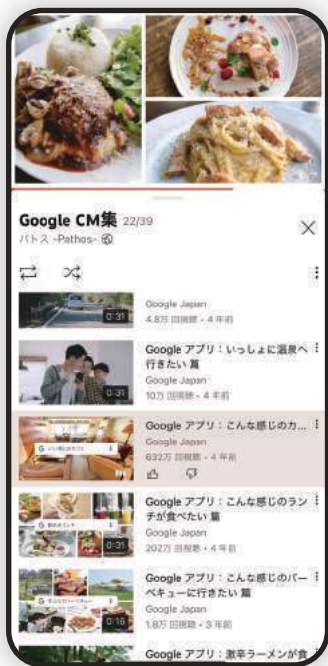 Google CM集 22/39
パトス -Pathos-
Google Japan
4.8万 回視聴・4 年前
0:31
Google アプリ：いっしょに温泉へ
行きたい 篇
Google Japan
10万 回視聴・4 年前
0:31
Google アプリ：こんな感じのカ...
Google Japan
632万 回視聴・4 年前
Google アプリ：こんな感じのラン
チが食べたい 篇
Google Japan
202万 回視聴・4 年前
0:31
Google アプリ：こんな感じのバー
ベキューに行きたい 篇
Google Japan
1.8万 回視聴・3 年前
0:16
Google アプリ：激辛ラーメンが食